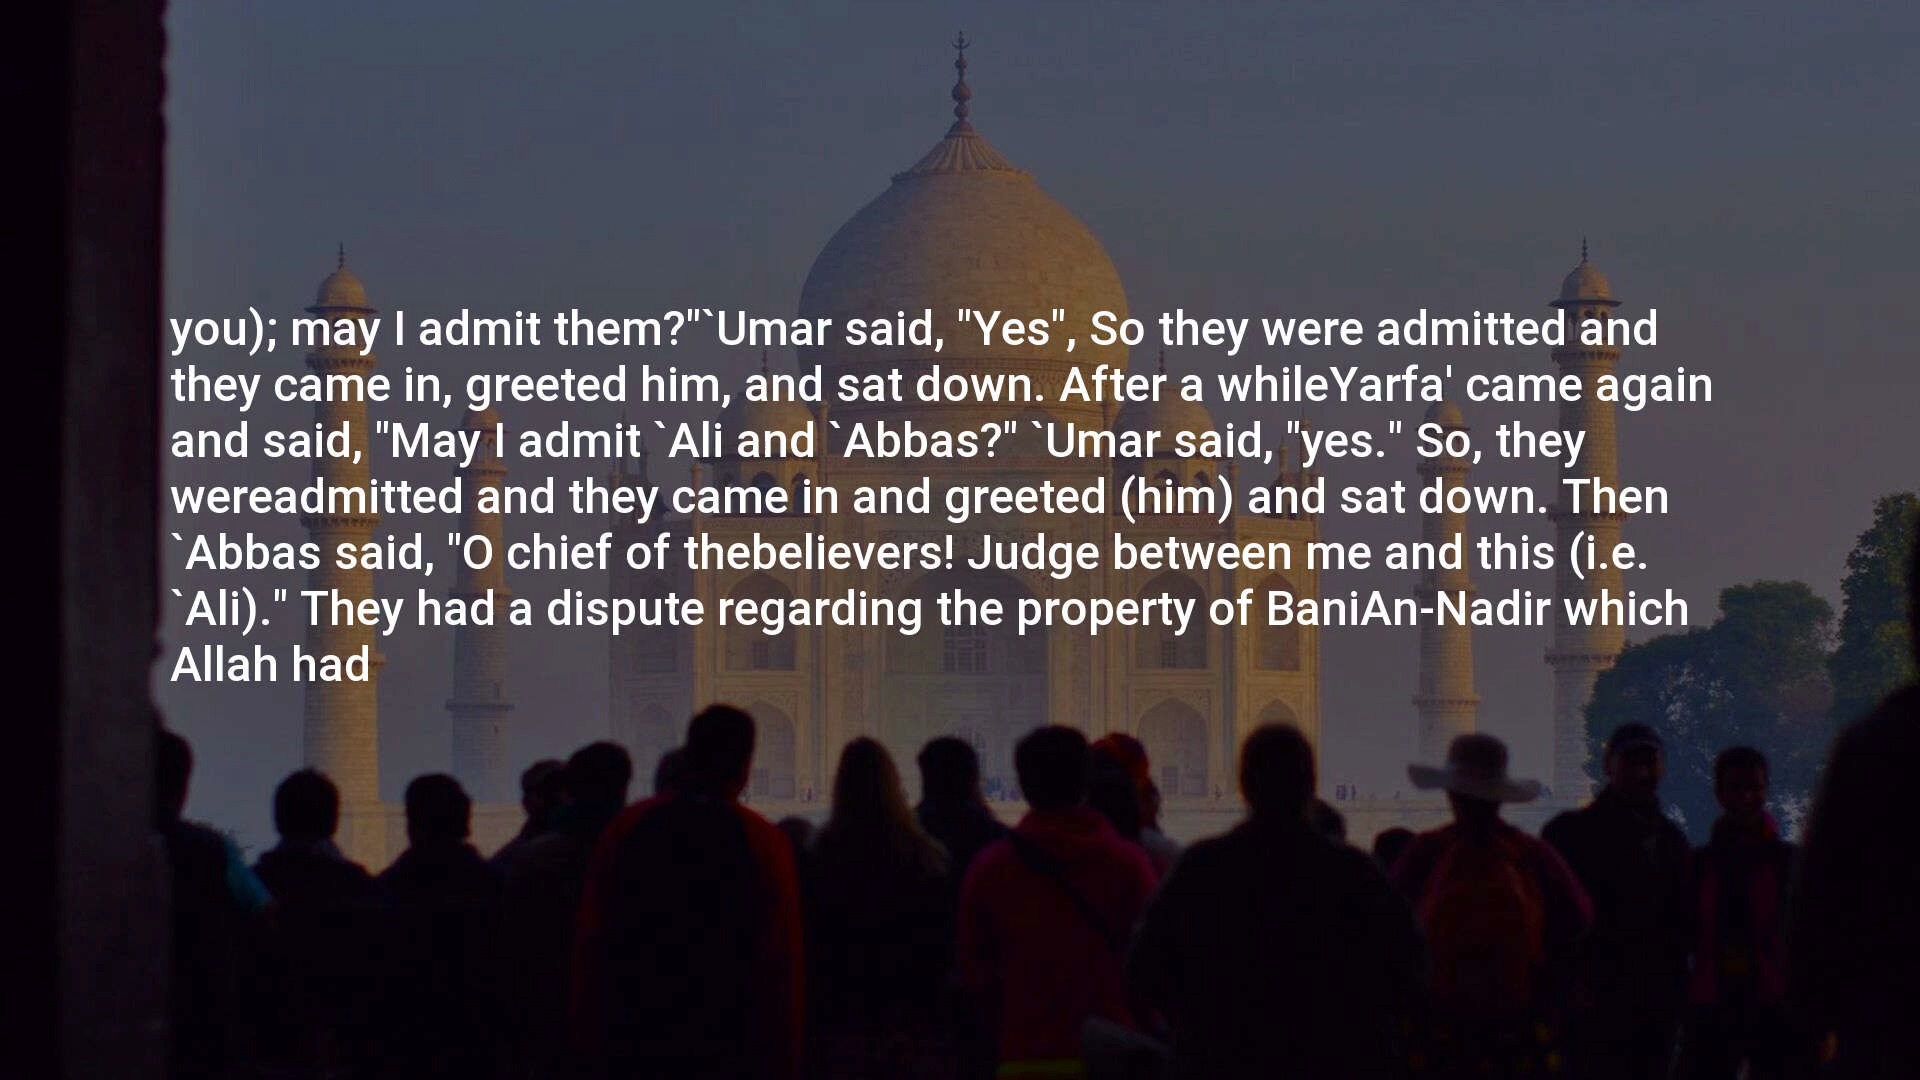 you); may I admit them?"`Umar said, "Yes", So they were admitted and
they came in, greeted him, and sat down. After a whileYarfa' came again
and said, "May I admit `Ali and `Abbas?" `Umar said, "yes." So, they
wereadmitted and they came in and greeted (him) and sat down. Then
`Abbas said, "O chief of thebelievers! Judge between me and this (i.e.
`Ali)." They had a dispute regarding the property of BaniAn-Nadir which
Allah had